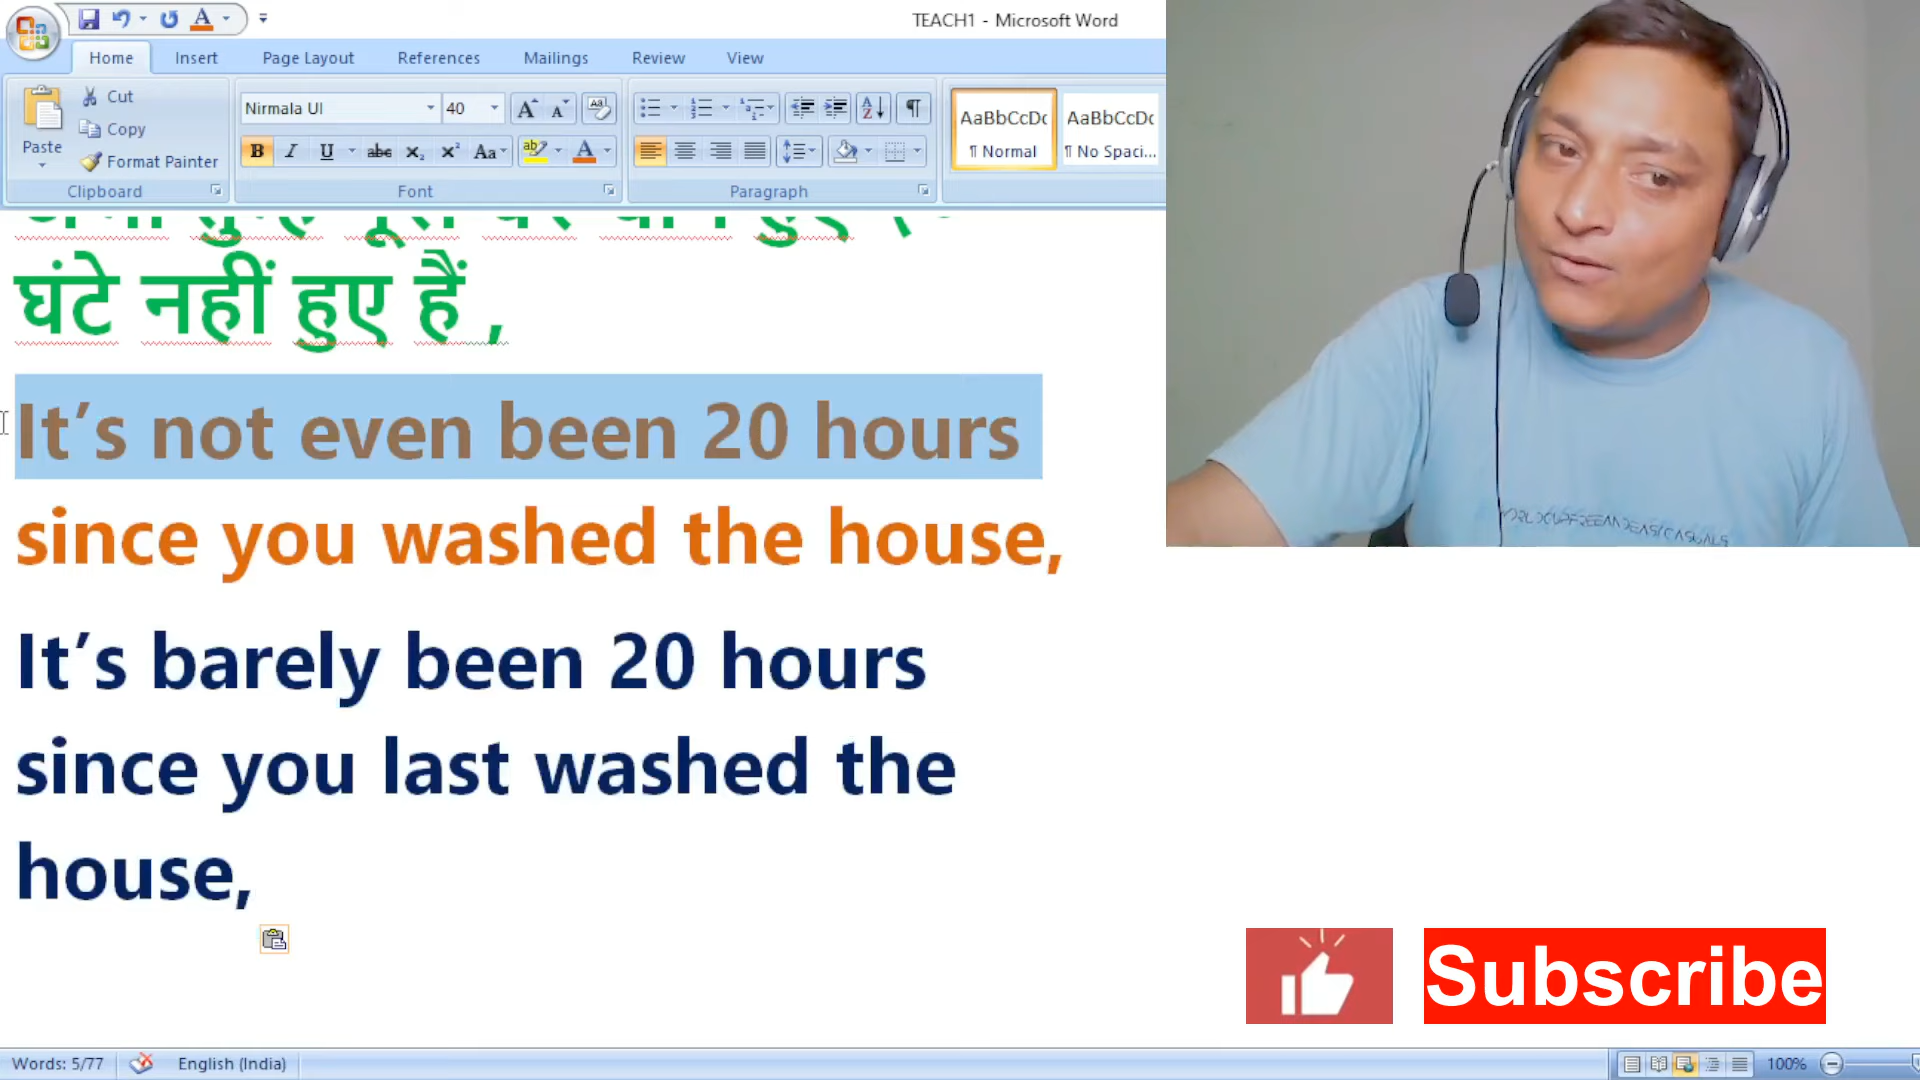 TEACH1 - Microsoft Word
Home Insert Page Layout References Mailings Review View
Cut
Copy
Format Painter
Paste
Clipboard
Nirmala UI 40
Font
Paragraph
AaBbCcDc AaBbCcDc
¶ Normal ¶ No Spaci...
घंटे नहीं हुए हैं ,
It's not even been 20 hours
since you washed the house,
It's barely been 20 hours
since you last washed the
house,
Subscribe
Words: 5/77 English (India) 100%